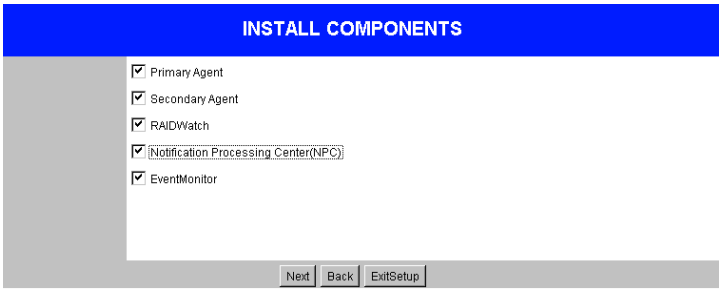 INSTALL COMPONENTS
Primary Agent
Secondary Agent
RAIDWatch
Notification Processing Center(NPC)
EventMonitor
Next Back ExitSetup